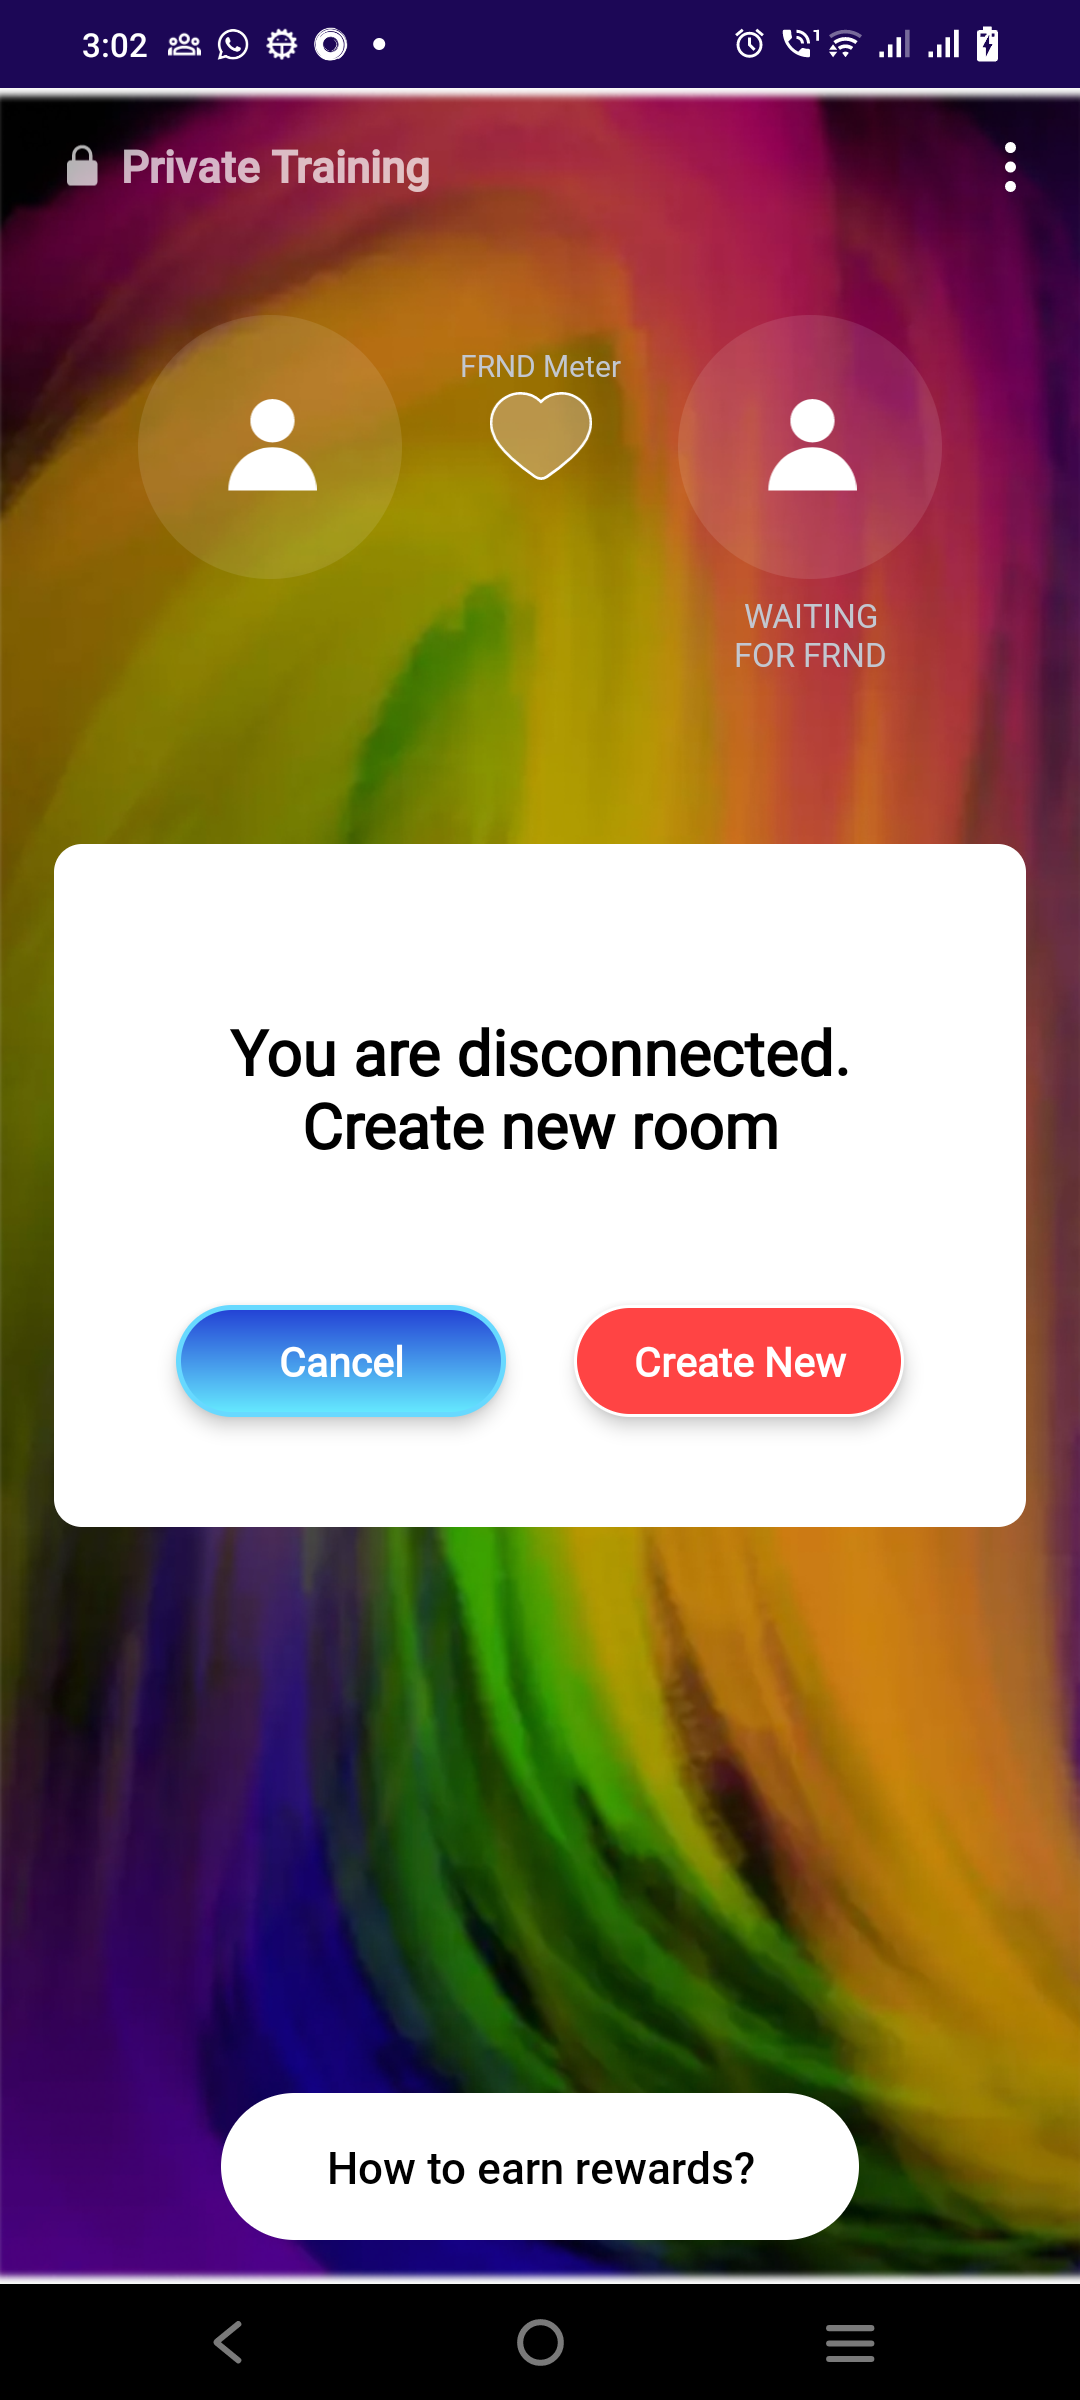 3:02
Private Training
FRND Meter
WAITING
FOR FRND
You are disconnected.
Create new room
Cancel
Create New
How to earn rewards?